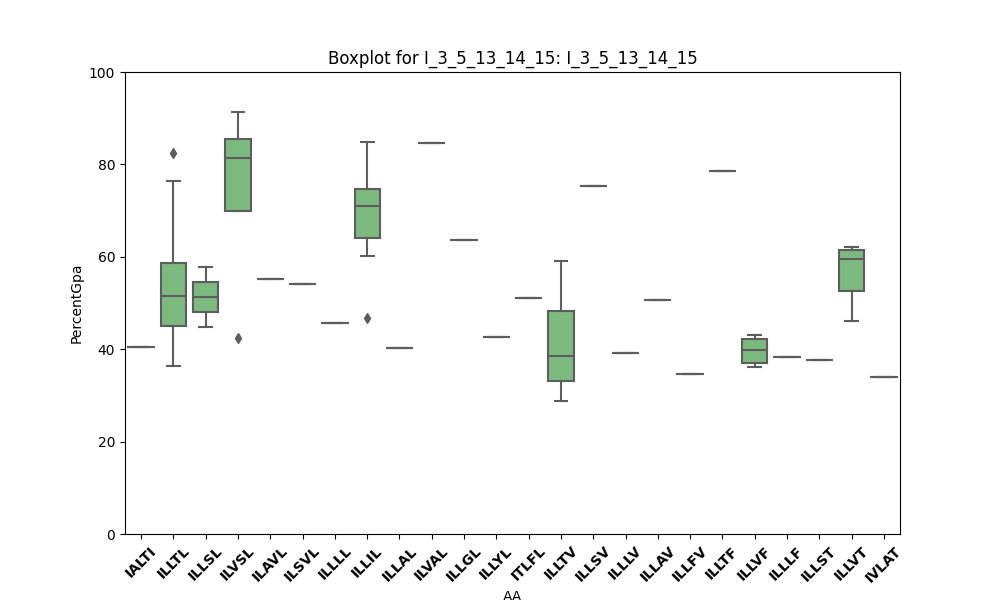 Boxplot for I_3_5_13_14_15: I_3_5_13_14_15
100
80
60
40
20
0
PercentGpa
IALTI
ILLTL
ILLSL
ILVSL
ILAVL
ILSVL
ILLLL
ILLIL
ILLAL
ILVAL
ILLGL
ILLYL
ITLFL
ILLTV
ILLSV
ILLLV
ILLAV
ILLFV
ILLTF
ILLVF
ILLLF
ILLST
ILLVT
IVLAT
AA